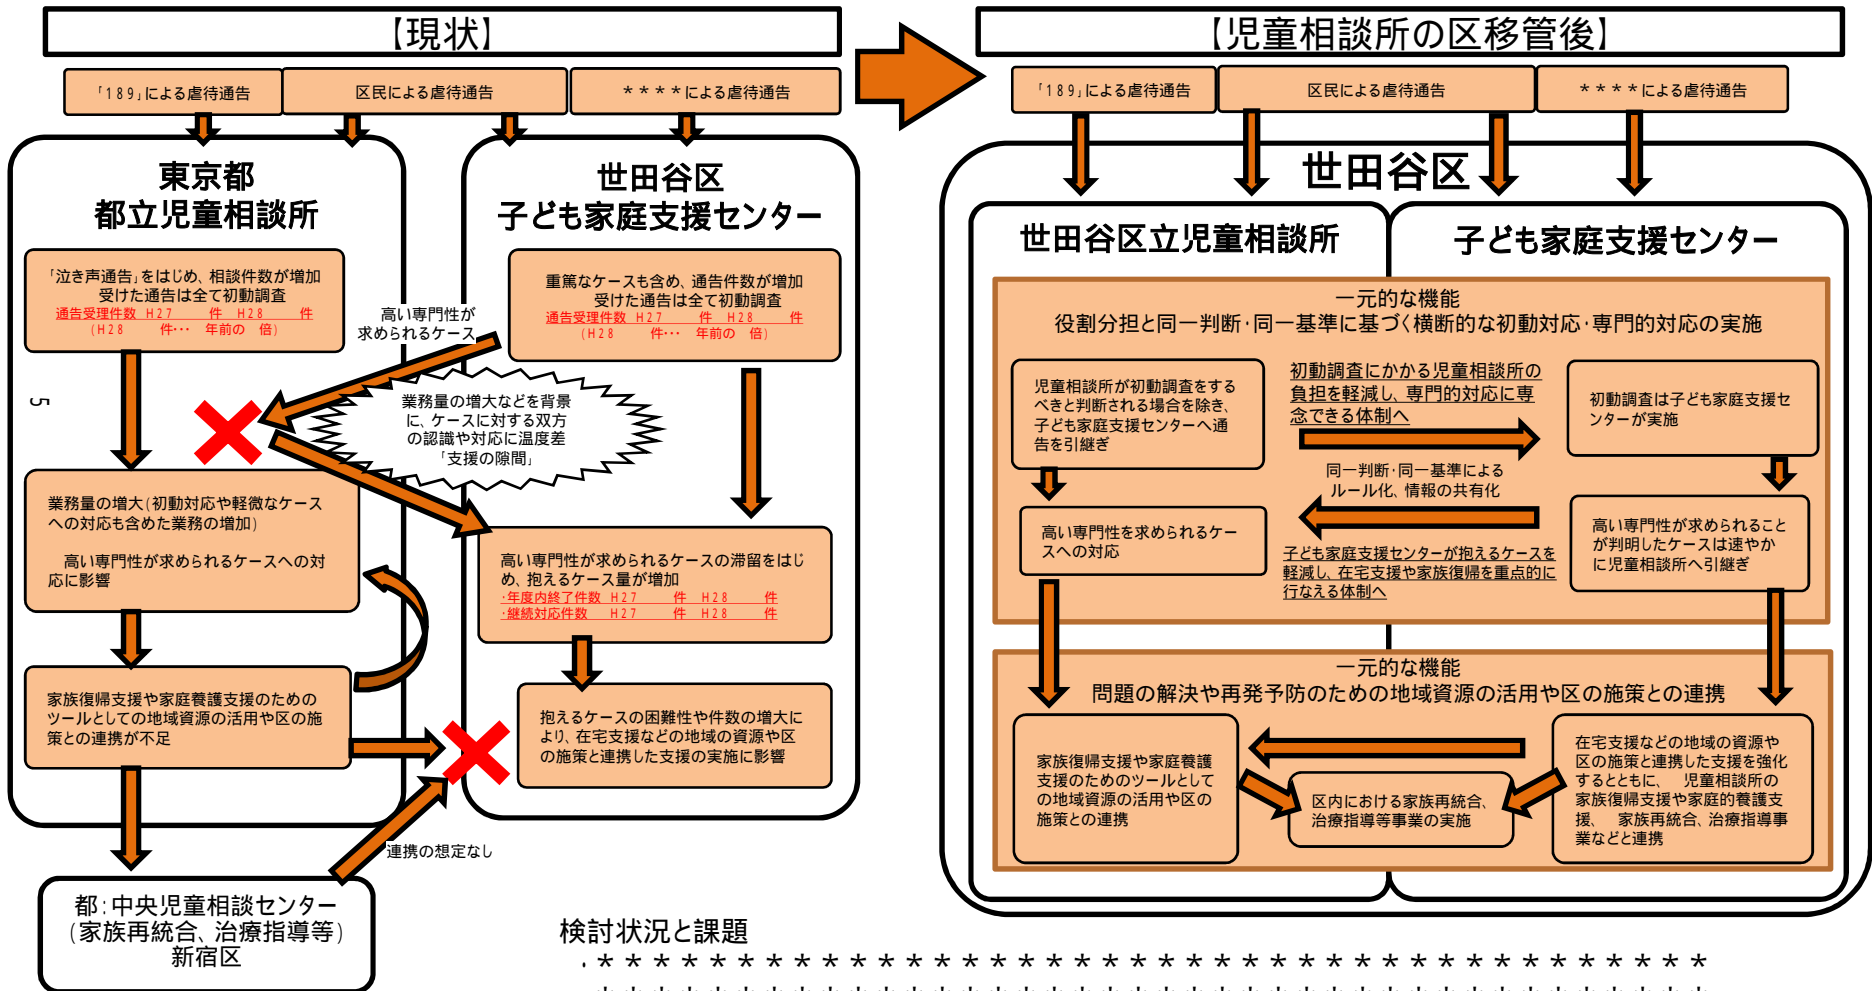 【現状】
「189」による虐待通告
区民による虐待通告
****による虐待通告
東京都
都立児童相談所
「泣き声通告」をはじめ、相談件数が増加
受けた通告は全て初動調査
通告受理件数 H27 件 H28 件
(H28 件… 年前の 倍)
世田谷区
子ども家庭支援センター
重篤なケースも含め、通告件数が増加
受けた通告は全て初動調査
通告受理件数 H27 件 H28 件
(H28 件… 年前の 倍)
高い専門性が
求められるケース
業務量の増大などを背景
に、ケースに対する双方
の認識や対応に温度差
「支援の隙間」
5
業務量の増大(初動対応や軽微なケース
への対応も含めた業務の増加)
高い専門性が求められるケースへの対
応に影響
高い専門性が求められるケースの滞留をはじ
め、抱えるケース量が増加
・年度内終了件数 H27 件 H28 件
・継続対応件数 H27 件 H28 件
家族復帰支援や家庭養護支援のための
ツールとしての地域資源の活用や区の施
策との連携が不足
抱えるケースの困難性や件数の増大に
より、在宅支援などの地域の資源や区
の施策と連携した支援の実施に影響
連携の想定なし
都:中央児童相談センター
(家族再統合、治療指導等)
新宿区
【児童相談所の区移管後】
「189」による虐待通告
区民による虐待通告
****による虐待通告
世田谷区
世田谷区立児童相談所
子ども家庭支援センター
一元的な機能
役割分担と同一判断・同一基準に基づく横断的な初動対応・専門的対応の実施
児童相談所が初動調査をする
べきと判断される場合を除き、
子ども家庭支援センターへ通
告を引継ぎ
初動調査にかかる児童相談所の
負担を軽減し、専門的対応に専
念できる体制へ
初動調査は子ども家庭支援セ
ンターが実施
同一判断・同一基準による
ルール化、情報の共有化
高い専門性を求められるケー
スへの対応
子ども家庭支援センターが抱えるケースを
軽減し、在宅支援や家族復帰を重点的に
行なえる体制へ
高い専門性が求められること
が判明したケースは速やか
に児童相談所へ引継ぎ
一元的な機能
問題の解決や再発予防のための地域資源の活用や区の施策との連携
家族復帰支援や家庭養護
支援のためのツールとして
の地域資源の活用や区の
施策との連携
区内における家族再統合、
治療指導等事業の実施
在宅支援などの地域の資源や
区の施策と連携した支援を強化
するとともに、 児童相談所の
家族復帰支援や家庭的養護支
援、 家族再統合、治療指導事
業などと連携
検討状況と課題
・***************************************